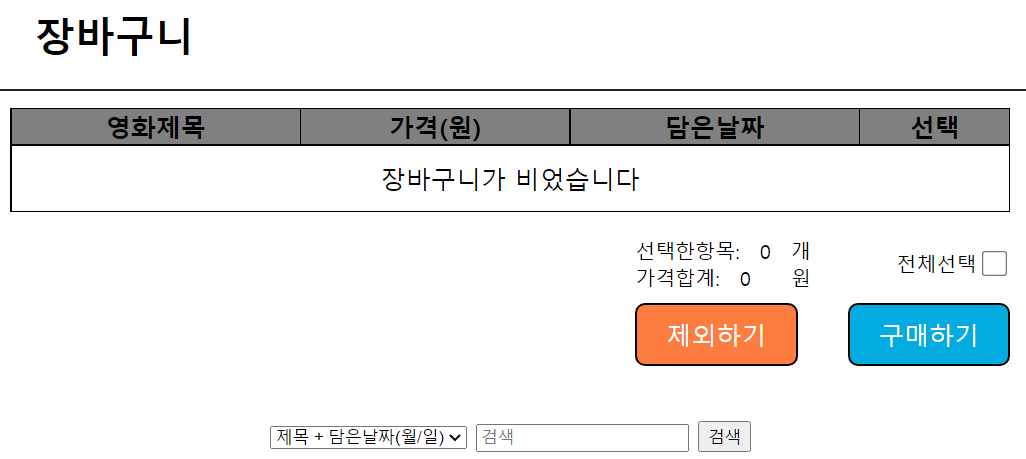 장바구니
영화제목 가격(원) 담은날짜 선택
장바구니가 비었습니다
선택한항목: 0 개
가격합계: 0 원
전체선택
제외하기 구매하기
제목 + 담은날짜(월/일) 검색 검색